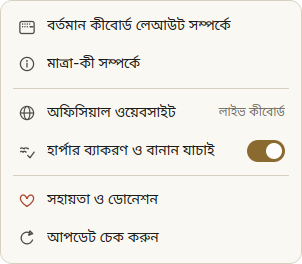 বর্তমান কীবোর্ড লেআউট সম্পর্কে
মাত্রা-কী সম্পর্কে
অফিসিয়াল ওয়েবসাইট লাইভ কীবোর্ড
হার্পার ব্যাকরণ ও বানান যাচাই
সহায়তা ও ডোনেশন
আপডেট চেক করুন